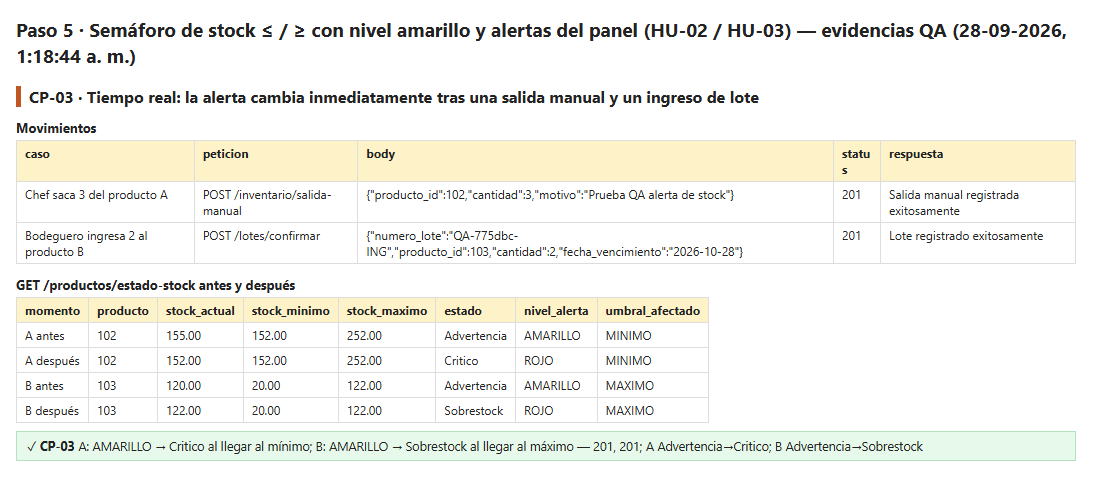 Paso 5 · Semáforo de stock ≤ / ≥ con nivel amarillo y alertas del panel (HU-02 / HU-03) — evidencias QA (28-09-2026,
1:18:44 a. m.)
CP-03 · Tiempo real: la alerta cambia inmediatamente tras una salida manual y un ingreso de lote
Movimientos
caso peticion body statu
s respuesta
Chef saca 3 del producto A POST /inventario/salida-
manual {"producto_id":102,"cantidad":3,"motivo":"Prueba QA alerta de stock"} 201 Salida manual registrada
exitosamente
Bodeguero ingresa 2 al
producto B POST /lotes/confirmar {"numero_lote":"QA-775dbc-
ING","producto_id":103,"cantidad":2,"fecha_vencimiento":"2026-10-28"} 201 Lote registrado exitosamente
GET /productos/estado-stock antes y después
momento producto stock_actual stock_minimo stock_maximo estado nivel_alerta umbral_afectado
A antes 102 155.00 152.00 252.00 Advertencia AMARILLO MINIMO
A después 102 152.00 152.00 252.00 Critico ROJO MINIMO
B antes 103 120.00 20.00 122.00 Advertencia AMARILLO MAXIMO
B después 103 122.00 20.00 122.00 Sobrestock ROJO MAXIMO
✓ CP-03 A: AMARILLO → Critico al llegar al mínimo; B: AMARILLO → Sobrestock al llegar al máximo — 201, 201; A Advertencia→Critico; B Advertencia→Sobrestock